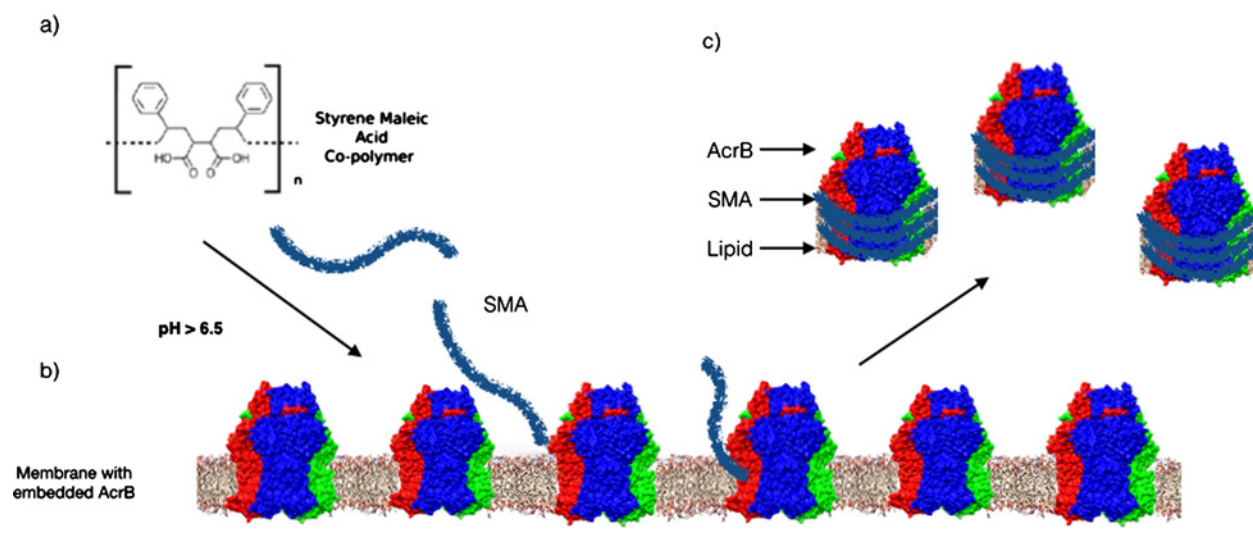 a)
HO
O
O
OH
n
Styrene Maleic
Acid
Co-polymer
c)
AcrB
SMA
Lipid
SMA
pH > 6.5
b)
Membrane with
embedded AcrB